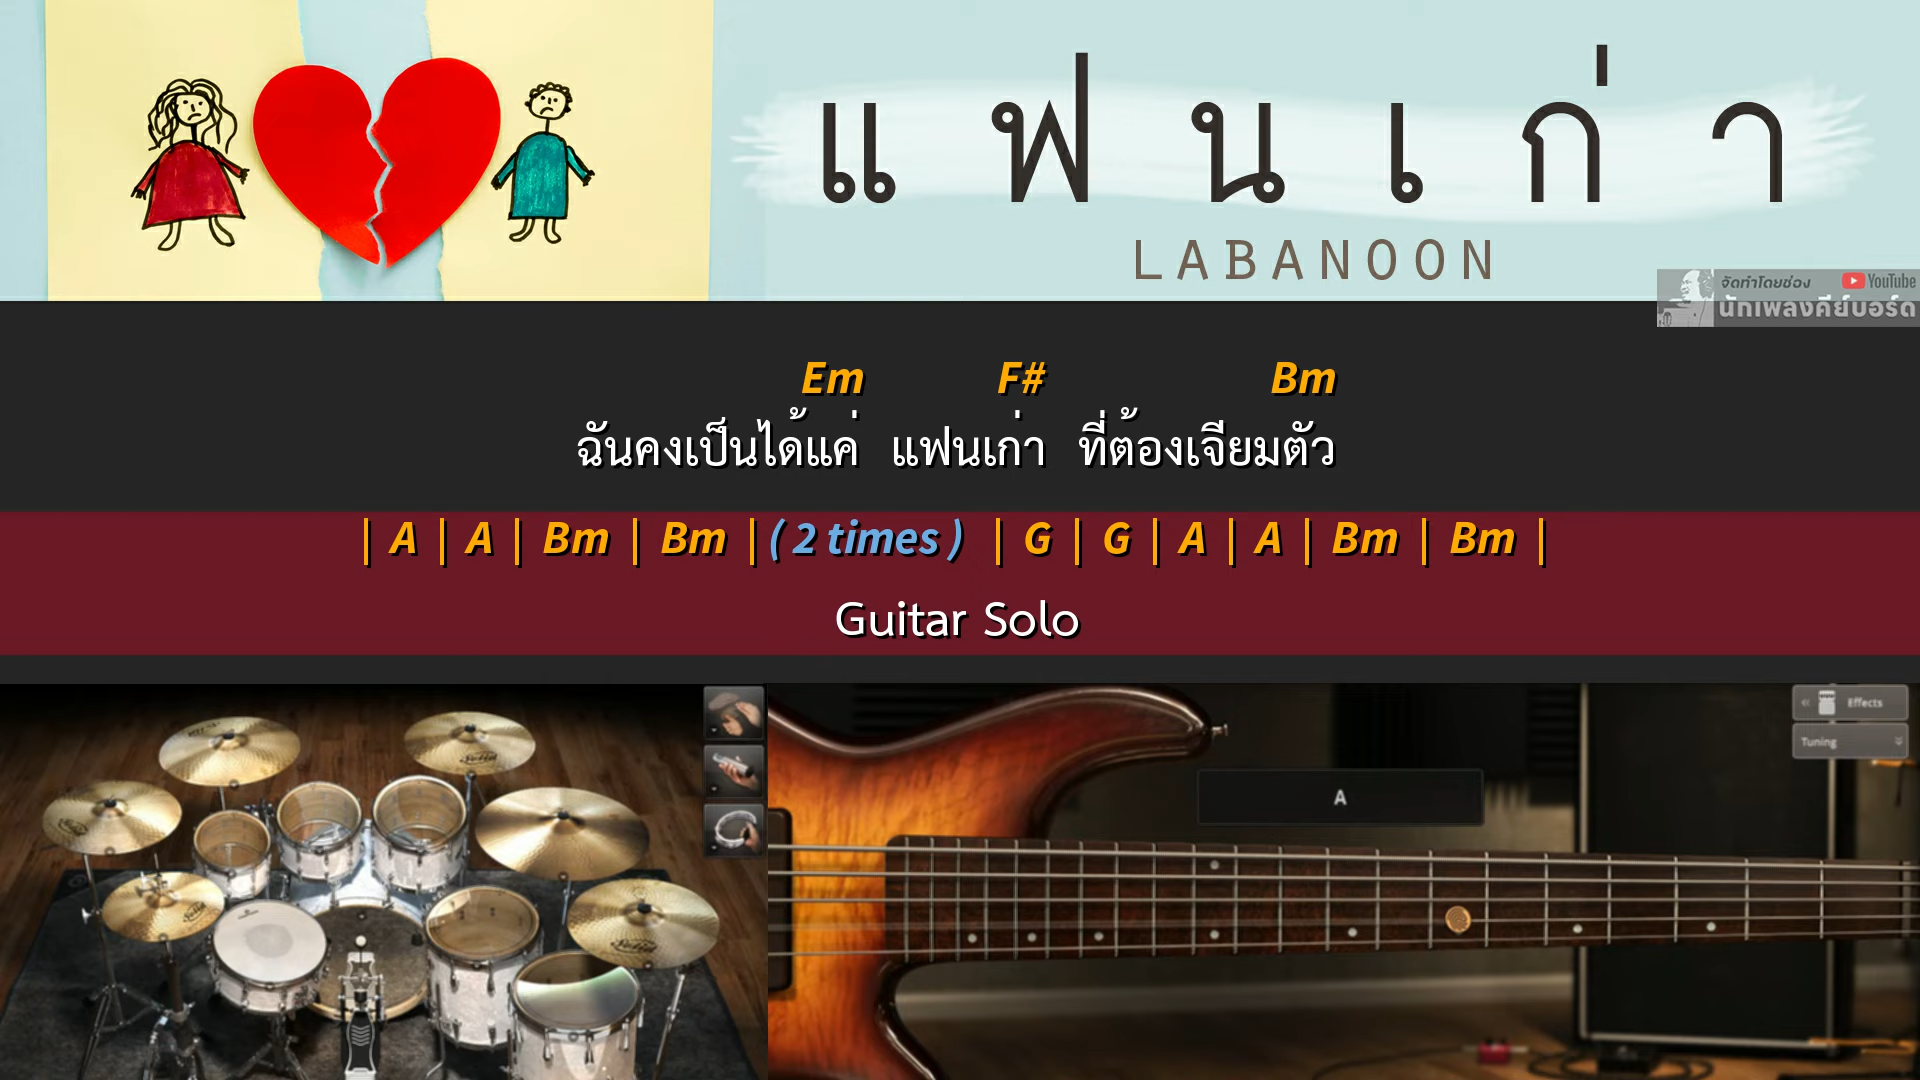 แฟนเก่า
LABANOON
จัดทำโดยช่อง YouTube
นักเพลงคีย์บอร์ด
Em F# Bm
ฉันคงเป็นได้แค่ แฟนเก่า ที่ต้องเจียมตัว
| A | A | Bm | Bm | ( 2 times ) | G | G | A | A | Bm | Bm |
Guitar Solo
Effects
Tuning
A